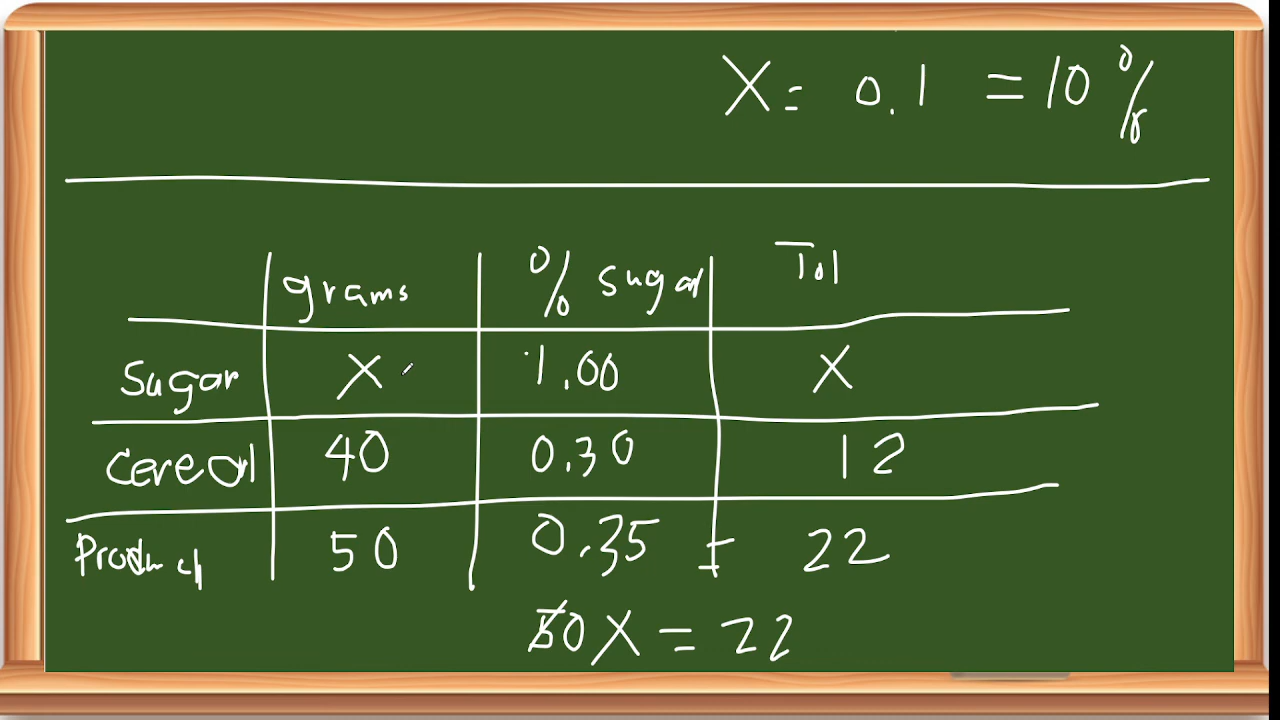 X = 0.1 = 10%
grams % sugar Tol
Sugar X 1.00 X
Cereal 40 0.30 12
Product 50 0.35 = 22
50X = 22